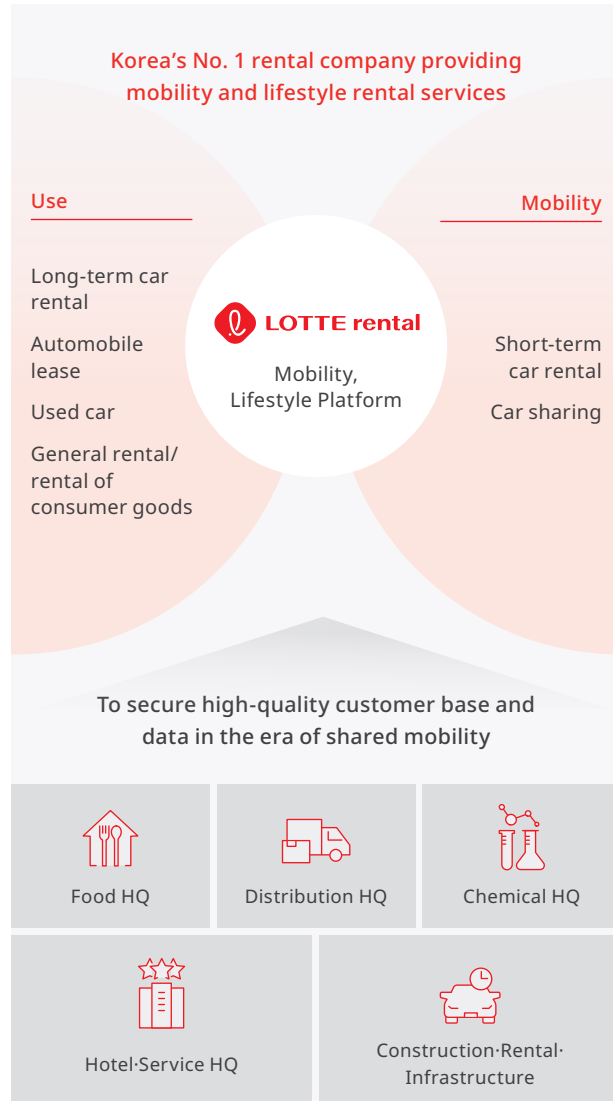 Korea's No. 1 rental company providing
mobility and lifestyle rental services
Use
Long-term car
rental
Automobile
lease
Used car
General rental/
rental of
consumer goods
LOTTE rental
Mobility,
Lifestyle Platform
Mobility
Short-term
car rental
Car sharing
To secure high-quality customer base and
data in the era of shared mobility
Food HQ
Distribution HQ
Chemical HQ
Hotel·Service HQ
Construction·Rental·
Infrastructure